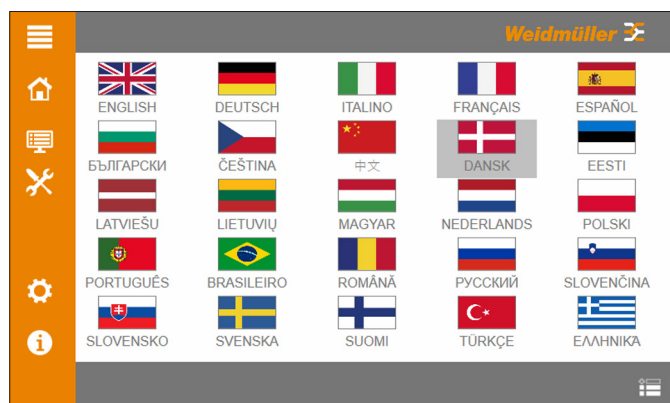 Weidmüller
ENGLISH DEUTSCH ITALINO FRANÇAIS ESPAÑOL
БЪЛГАРСКИ ČEŠTINA 中文 DANSK EESTI
LATVIEŠU LIETUVIŲ MAGYAR NEDERLANDS POLSKI
PORTUGUÊS BRASILEIRO ROMÂNĂ РУССКИЙ SLOVENČINA
SLOVENSKO SVENSKA SUOMI TÜRKÇE ΕΛΛΗΝΙΚΆ